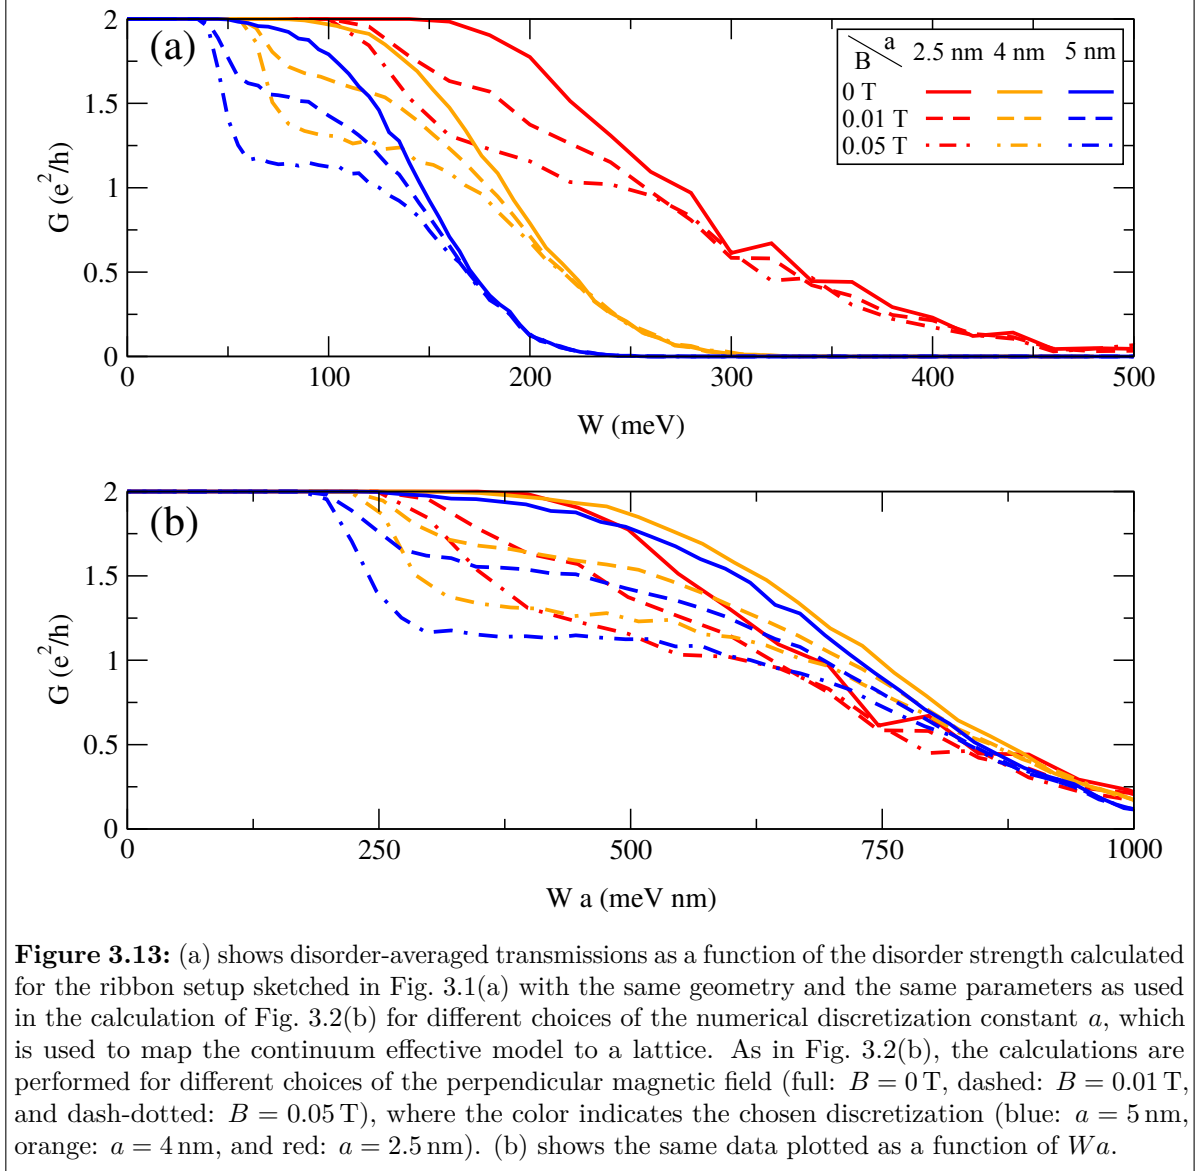 2
1.5
1
0.5
0
G (e²/h)
(a)
a
B
2.5 nm 4 nm 5 nm
0 T
0.01 T
0.05 T
0 100 200 300 400 500
W (meV)
2
1.5
1
0.5
0
G (e²/h)
(b)
0 250 500 750 1000
W a (meV nm)
Figure 3.13: (a) shows disorder-averaged transmissions as a function of the disorder strength calculated
for the ribbon setup sketched in Fig. 3.1(a) with the same geometry and the same parameters as used
in the calculation of Fig. 3.2(b) for different choices of the numerical discretization constant a, which
is used to map the continuum effective model to a lattice. As in Fig. 3.2(b), the calculations are
performed for different choices of the perpendicular magnetic field (full: B = 0 T, dashed: B = 0.01 T,
and dash-dotted: B = 0.05 T), where the color indicates the chosen discretization (blue: a = 5 nm,
orange: a = 4 nm, and red: a = 2.5 nm). (b) shows the same data plotted as a function of Wa.